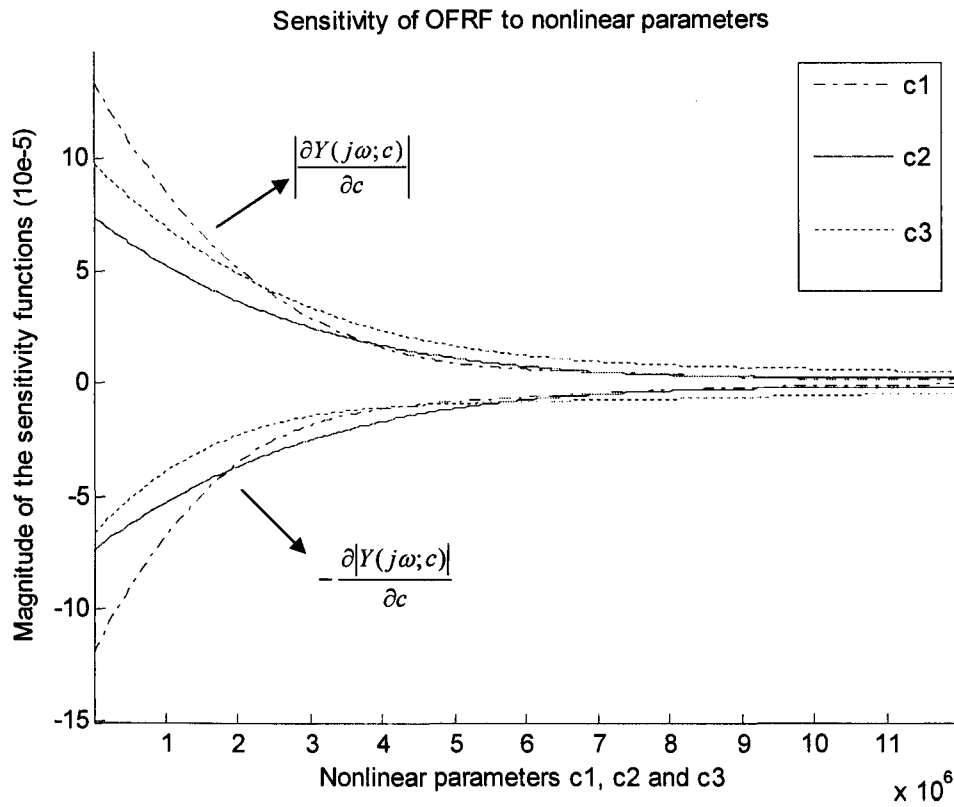 Sensitivity of OFRF to nonlinear parameters
c1
c2
c3
|∂Y(jω;c)/∂c|
-∂|Y(jω;c)|/∂c
Magnitude of the sensitivity functions (10e-5)
10
5
0
-5
-10
-15
1 2 3 4 5 6 7 8 9 10 11
Nonlinear parameters c1, c2 and c3
x 10^6